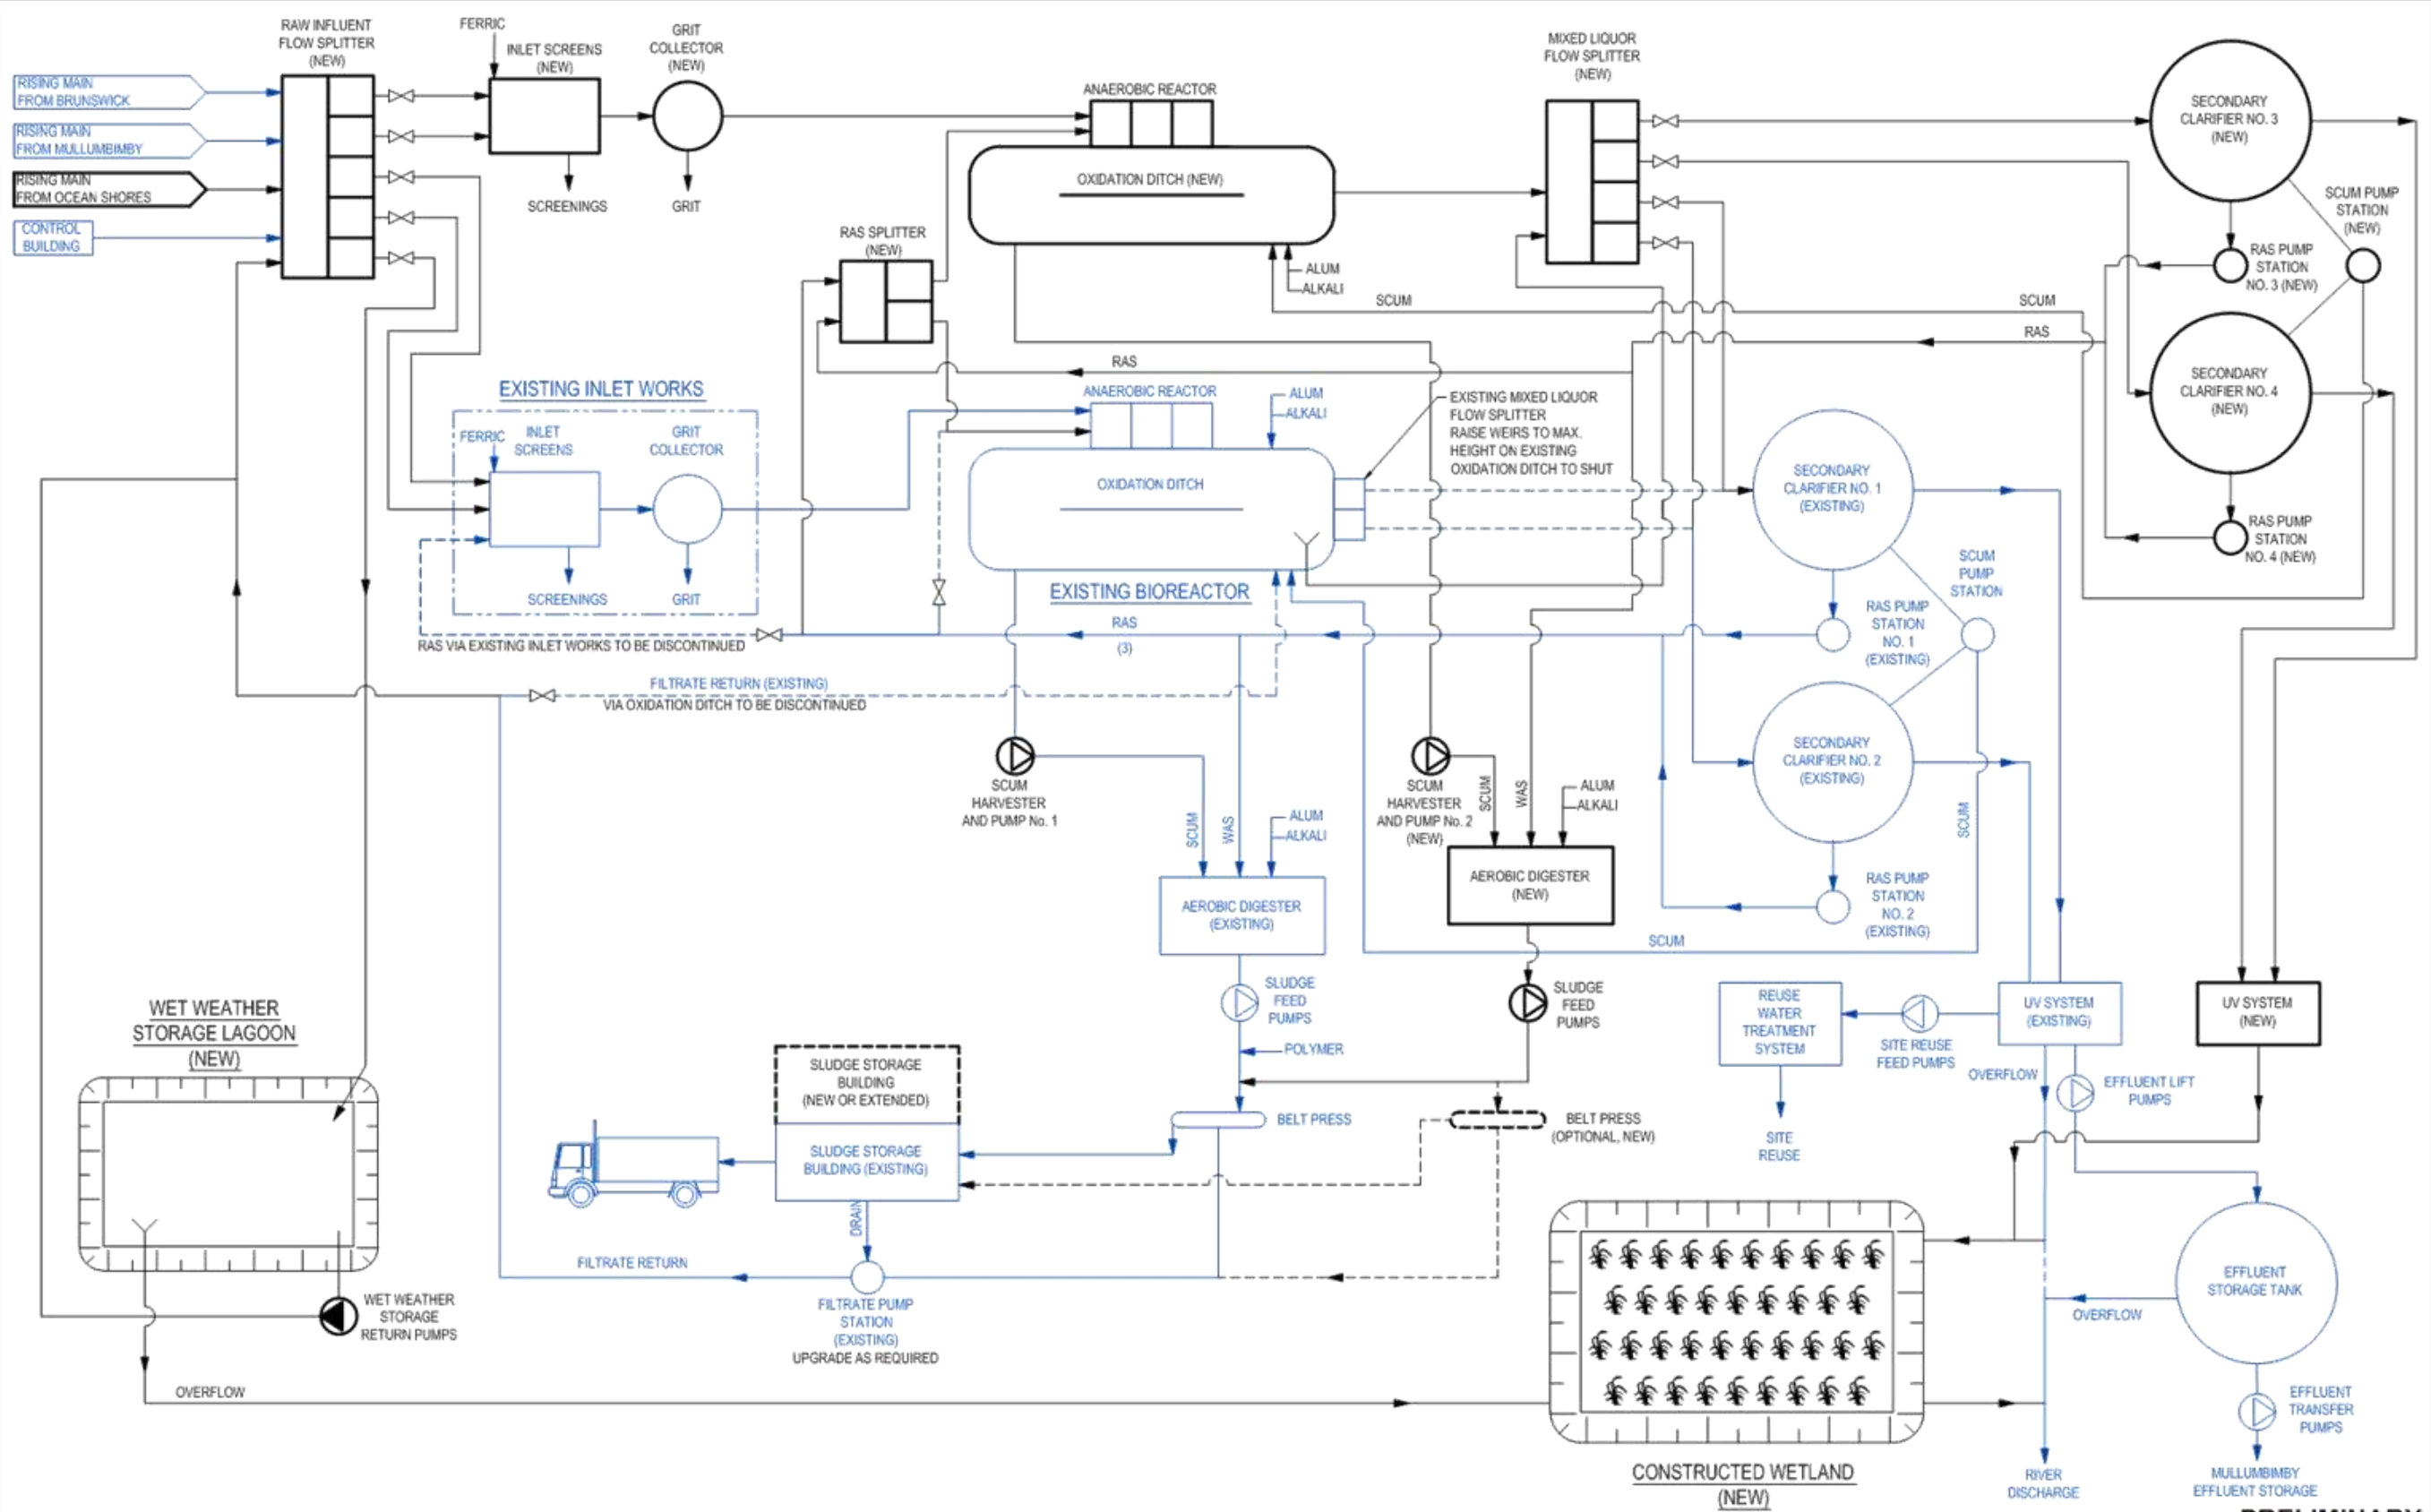 RAW INFLUENT
FLOW SPLITTER
(NEW)
FERRIC
INLET SCREENS
(NEW)
GRIT
COLLECTOR
(NEW)
RISING MAIN
FROM BRUNSWICK
RISING MAIN
FROM MULLUMBIMBY
RISING MAIN
FROM OCEAN SHORES
CONTROL
BUILDING
SCREENINGS
GRIT
ANAEROBIC REACTOR
OXIDATION DITCH (NEW)
ALUM
ALKALI
RAS SPLITTER
(NEW)
MIXED LIQUOR
FLOW SPLITTER
(NEW)
SECONDARY
CLARIFIER NO. 3
(NEW)
SCUM PUMP
STATION
(NEW)
RAS PUMP
STATION
NO. 3 (NEW)
SCUM
SCUM
RAS
RAS
SECONDARY
CLARIFIER NO. 4
(NEW)
RAS PUMP
STATION
NO. 4 (NEW)
EXISTING INLET WORKS
FERRIC
INLET
SCREENS
GRIT
COLLECTOR
SCREENINGS
GRIT
RAS VIA EXISTING INLET WORKS TO BE DISCONTINUED
ANAEROBIC REACTOR
ALUM
ALKALI
OXIDATION DITCH
EXISTING BIOREACTOR
EXISTING MIXED LIQUOR
FLOW SPLITTER
RAISE WEIRS TO MAX.
HEIGHT ON EXISTING
OXIDATION DITCH TO SHUT
SECONDARY
CLARIFIER NO. 1
(EXISTING)
SCUM
PUMP
STATION
RAS PUMP
STATION
NO. 1
(EXISTING)
RAS
(3)
FILTRATE RETURN (EXISTING)
VIA OXIDATION DITCH TO BE DISCONTINUED
SECONDARY
CLARIFIER NO. 2
(EXISTING)
RAS PUMP
STATION
NO. 2
(EXISTING)
SCUM
SCUM
SCUM
HARVESTER
AND PUMP No. 1
SCUM
WAS
ALUM
ALKALI
AEROBIC DIGESTER
(EXISTING)
SCUM
HARVESTER
AND PUMP No. 2
(NEW)
SCUM
WAS
ALUM
ALKALI
AEROBIC DIGESTER
(NEW)
SLUDGE
FEED
PUMPS
SLUDGE
FEED
PUMPS
POLYMER
BELT PRESS
BELT PRESS
(OPTIONAL, NEW)
WET WEATHER
STORAGE LAGOON
(NEW)
WET WEATHER
STORAGE
RETURN PUMPS
OVERFLOW
SLUDGE STORAGE
BUILDING
(NEW OR EXTENDED)
SLUDGE STORAGE
BUILDING (EXISTING)
DRAIN
FILTRATE RETURN
FILTRATE PUMP
STATION
(EXISTING)
UPGRADE AS REQUIRED
REUSE
WATER
TREATMENT
SYSTEM
SITE REUSE
FEED PUMPS
SITE
REUSE
UV SYSTEM
(EXISTING)
UV SYSTEM
(NEW)
OVERFLOW
EFFLUENT LIFT
PUMPS
EFFLUENT
STORAGE TANK
OVERFLOW
EFFLUENT
TRANSFER
PUMPS
CONSTRUCTED WETLAND
(NEW)
RIVER
DISCHARGE
MULLUMBIMBY
EFFLUENT STORAGE
PRELIMINARY